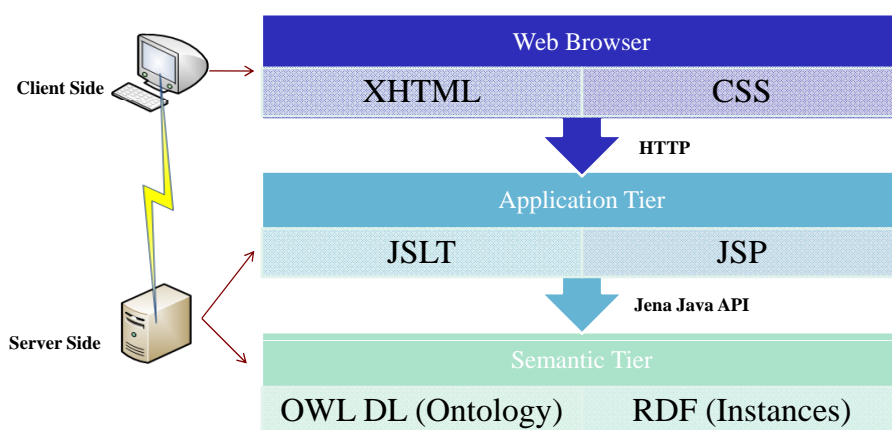 Web Browser
Client Side
XHTML
CSS
HTTP
Application Tier
JSLT
JSP
Jena Java API
Server Side
Semantic Tier
OWL DL (Ontology)
RDF (Instances)